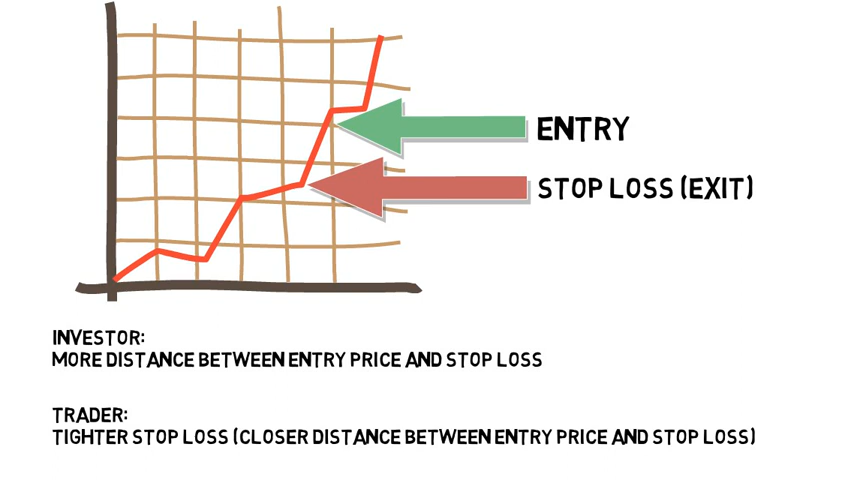 ENTRY
STOP LOSS (EXIT)
INVESTOR:
MORE DISTANCE BETWEEN ENTRY PRICE AND STOP LOSS
TRADER:
TIGHTER STOP LOSS (CLOSER DISTANCE BETWEEN ENTRY PRICE AND STOP LOSS)